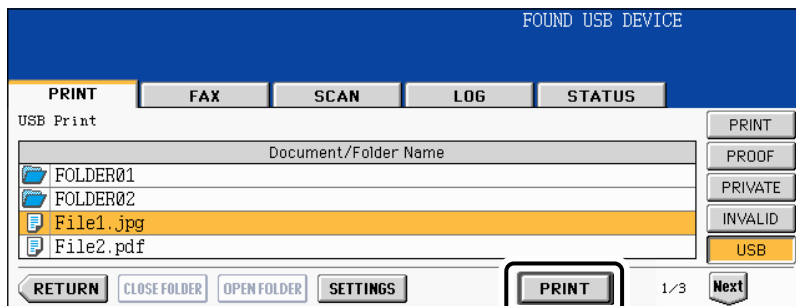 FOUND USB DEVICE
PRINT FAX SCAN LOG STATUS
USB Print
PRINT
Document/Folder Name
PROOF
FOLDER01
PRIVATE
FOLDER02
File1.jpg
INVALID
File2.pdf
USB
RETURN CLOSE FOLDER OPEN FOLDER SETTINGS PRINT 1/3 Next